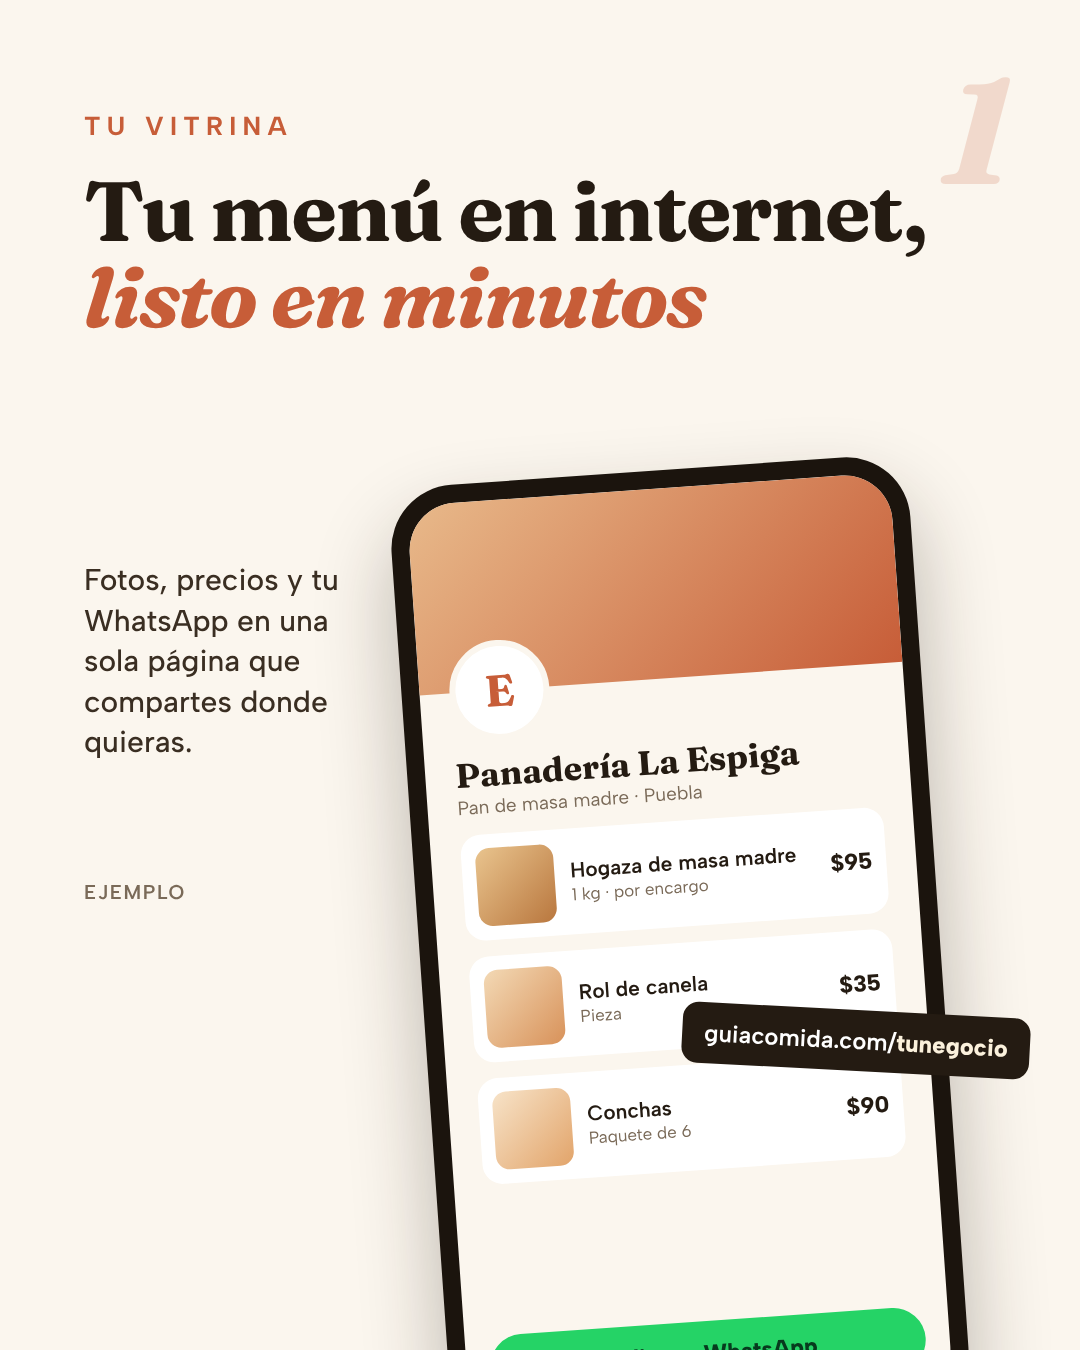 TU VITRINA
1
Tu menú en internet,
listo en minutos
Fotos, precios y tu
WhatsApp en una
sola página que
compartes donde
quieras.
EJEMPLO
E
Panadería La Espiga
Pan de masa madre · Puebla
Hogaza de masa madre
$95
1 kg · por encargo
Rol de canela
$35
Pieza
guiacomida.com/tunegocio
Conchas
$90
Paquete de 6
WhatsApp